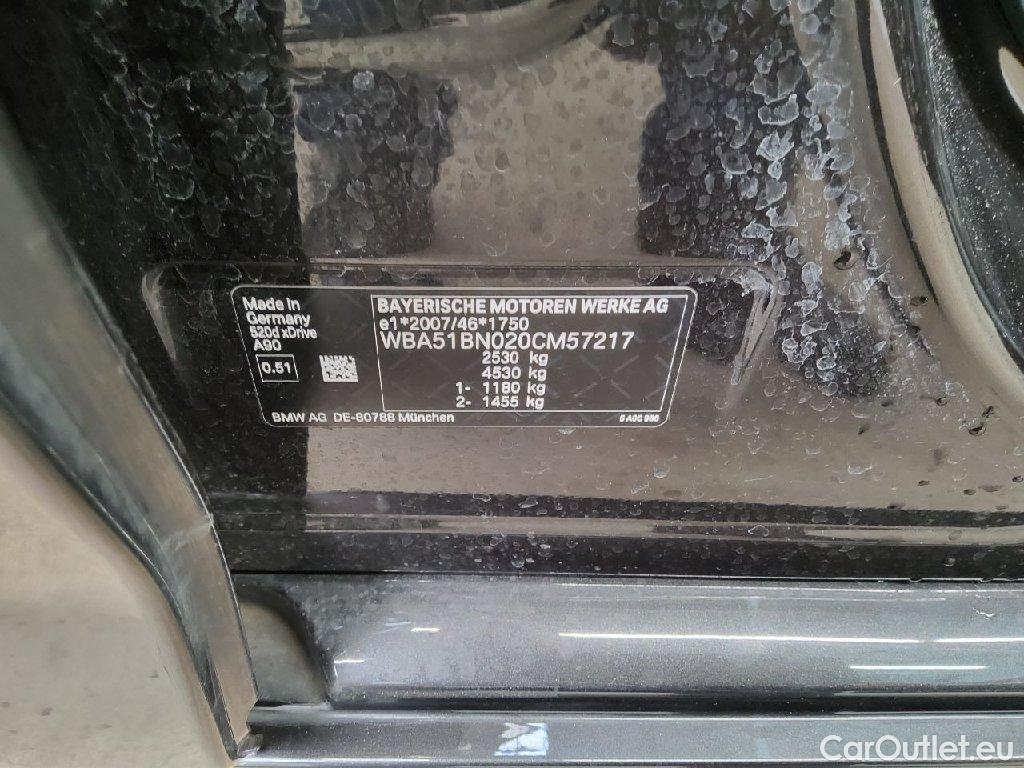 Made in
Germany
520d xDrive
A90
0.51
BAYERISCHE MOTOREN WERKE AG
e1*2007/46*1750
WBA51BN020CM57217
2530 kg
4530 kg
1- 1180 kg
2- 1455 kg
BMW AG DE-80788 München
CarOutlet.eu